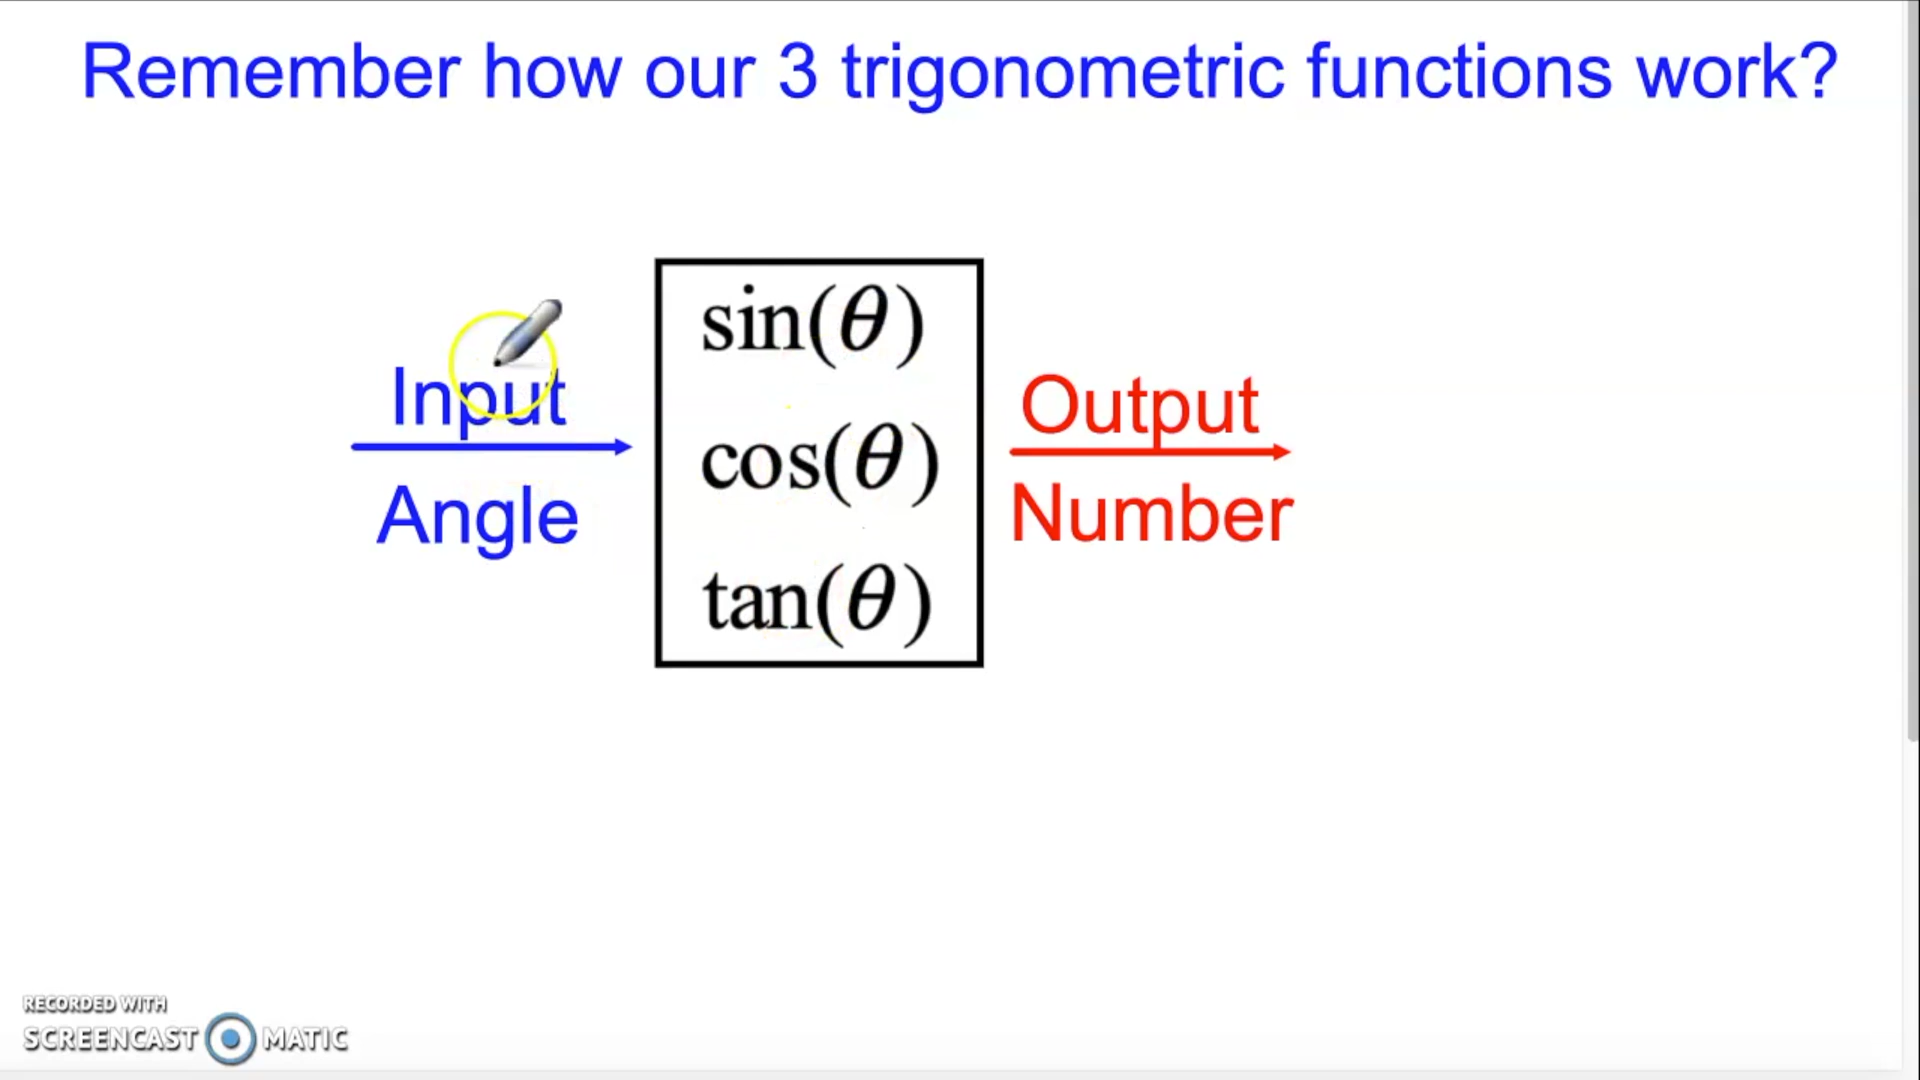 Remember how our 3 trigonometric functions work?
sin(θ)
Input
Output
cos(θ)
Angle
Number
tan(θ)
RECORDED WITH
SCREENCAST MATIC